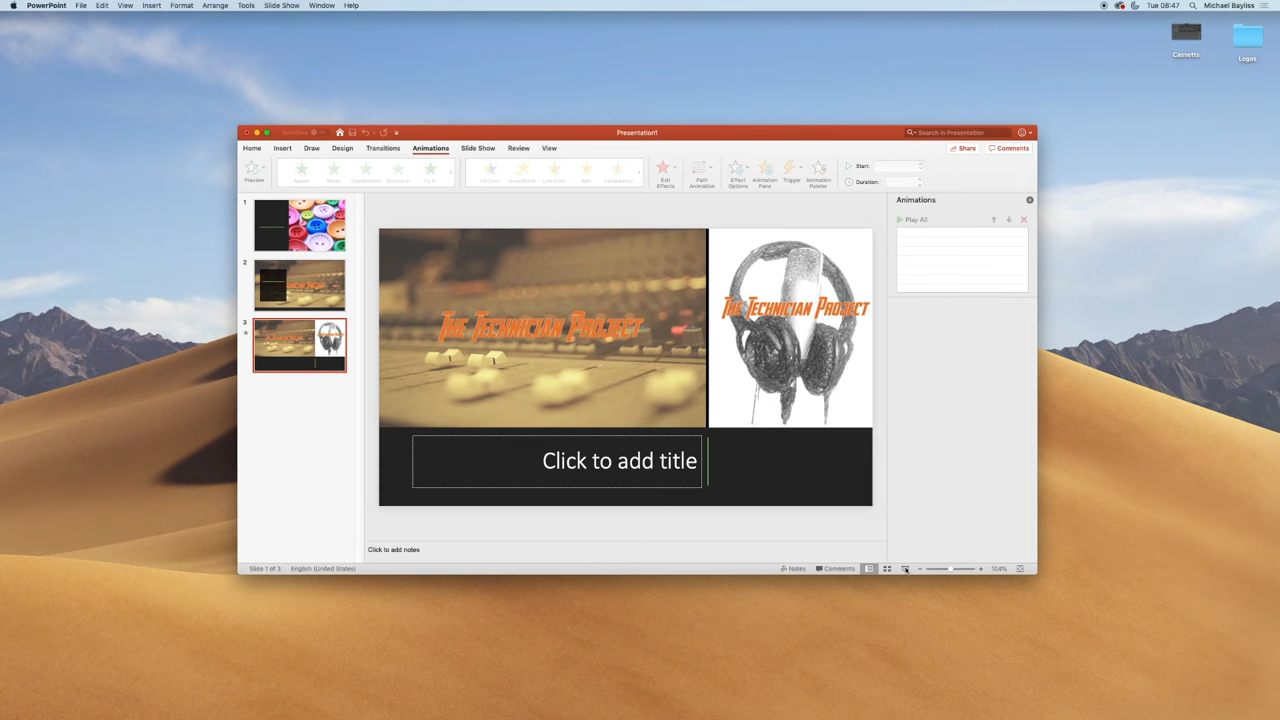 PowerPoint File Edit View Insert Format Arrange Tools Slide Show Window Help
Tue 08:47 Michael Bayliss
Cassetts
Logos
Presentation1
Search in Presentation
Home Insert Draw Design Transitions Animations Slide Show Review View
Share Comments
Preview
Appear
Exit Effects
Path Animation
Effect Options
Animation Pane
Trigger
Animation Painter
Start:
Duration:
Animations
Play All
1
2
3
The Technician Project
The Technician Project
Click to add title
Click to add notes
Slide 1 of 3 English (United States)
Notes Comments 104%